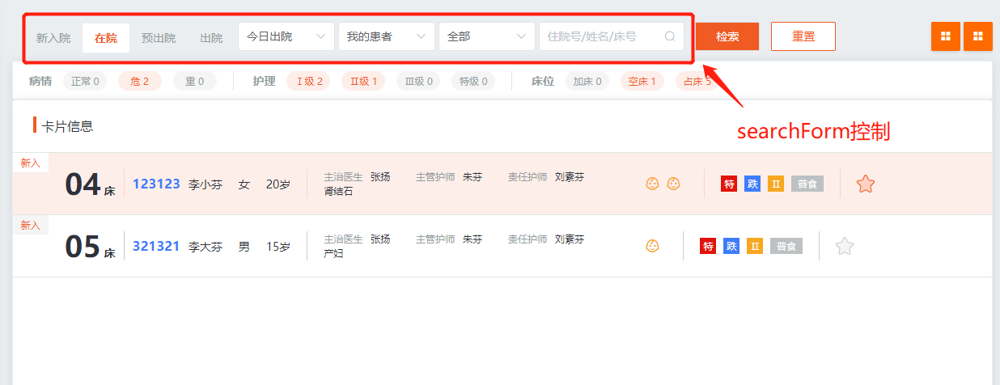 新入院 在院 预出院 出院 今日出院 我的患者 全部 住院号/姓名/床号 检索 重置
病情 正常 0 危 2 重 0 护理 Ⅰ级 2 Ⅱ级 1 Ⅲ级 0 特级 0 床位 加床 0 空床 1 占床 5
searchForm控制
卡片信息
新入
04床 123123 李小芬 女 20岁 主治医生 张扬 主管护师 朱芬 责任护师 刘素芬 特 跌 Ⅱ 普食
肾结石
新入
05床 321321 李大芬 男 15岁 主治医生 张扬 主管护师 朱芬 责任护师 刘素芬 特 跌 Ⅱ 普食
产妇